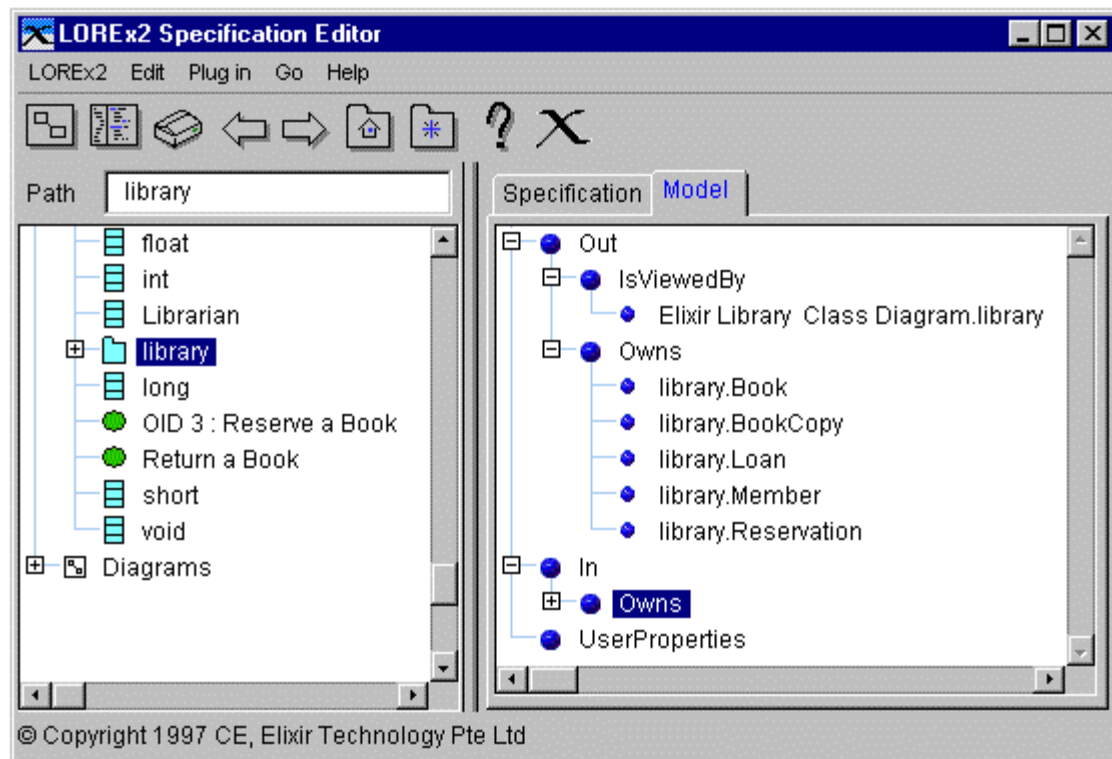 LOREx2 Specification Editor
LOREx2 Edit Plug in Go Help
Path library
float
int
Librarian
library
long
OID 3 : Reserve a Book
Return a Book
short
void
Diagrams
Specification Model
Out
IsViewedBy
Elixir Library Class Diagram.library
Owns
library.Book
library.BookCopy
library.Loan
library.Member
library.Reservation
In
Owns
UserProperties
© Copyright 1997 CE, Elixir Technology Pte Ltd